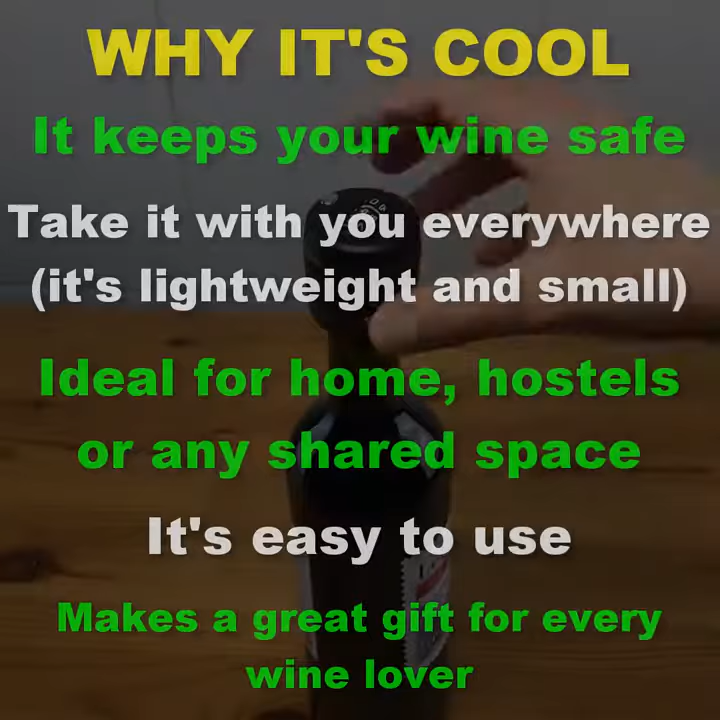 WHY IT'S COOL
It keeps your wine safe
Take it with you everywhere
(it's lightweight and small)
Ideal for home, hostels
or any shared space
It's easy to use
Makes a great gift for every
wine lover